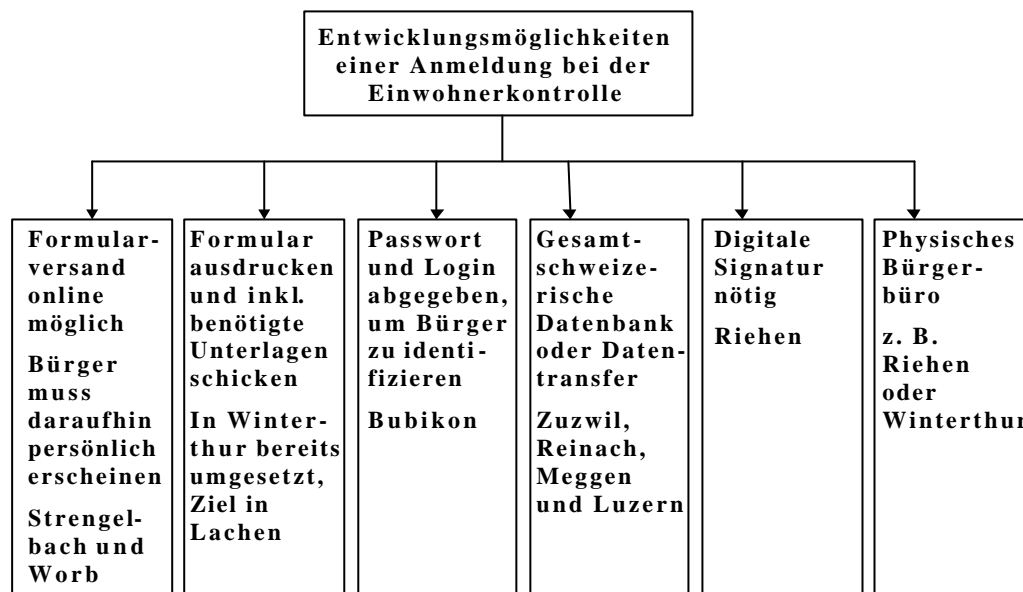 Entwicklungsmöglichkeiten
einer Anmeldung bei der
Einwohnerkontrolle
Formular-
versand
online
möglich
Bürger
muss
daraufhin
persönlich
erscheinen
Strengel-
bach und
Worb
Formular
ausdrucken
und inkl.
benötigte
Unterlagen
schicken
In Winter-
thur bereits
umgesetzt,
Ziel in
Lachen
Passwort
und Login
abgegeben,
um Bürger
zu identi-
fizieren
Bubikon
Gesamt-
schweize-
rische
Datenbank
oder Daten-
transfer
Zuzwil,
Reinach,
Meggen
und Luzern
Digitale
Signatur
nötig
Riehen
Physisches
Bürger-
büro
z. B.
Riehen
oder
Winterthur